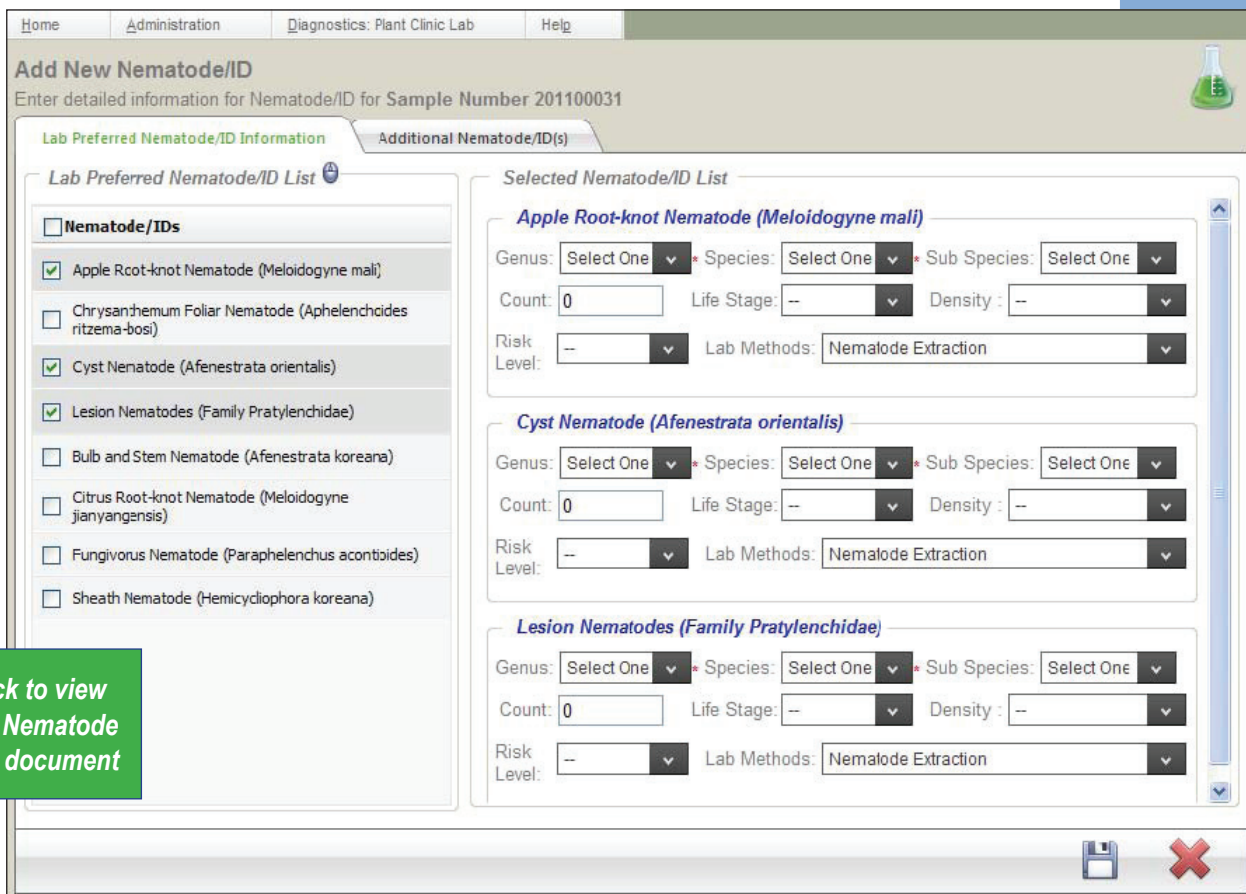 Home Administration Diagnostics: Plant Clinic Lab Help
Add New Nematode/ID
Enter detailed information for Nematode/ID for Sample Number 201100031
Lab Preferred Nematode/ID Information Additional Nematode/ID(s)
Lab Preferred Nematode/ID List
Nematode/IDs
Apple Root-knot Nematode (Meloidogyne mali)
Chrysanthemum Foliar Nematode (Aphelenchoides
ritzema-bosi)
Cyst Nematode (Afenestrata orientalis)
Lesion Nematodes (Family Pratylenchidae)
Bulb and Stem Nematode (Afenestrata koreana)
Citrus Root-knot Nematode (Meloidogyne
jianyangensis)
Fungivorus Nematode (Paraphelenchus acontioides)
Sheath Nematode (Hemicycliophora koreana)
Selected Nematode/ID List
Apple Root-knot Nematode (Meloidogyne mali)
Genus: Select One * Species: Select One * Sub Species: Select One
Count: 0 Life Stage: -- Density : --
Risk
Level: -- Lab Methods: Nematode Extraction
Cyst Nematode (Afenestrata orientalis)
Genus: Select One * Species: Select One * Sub Species: Select One
Count: 0 Life Stage: -- Density : --
Risk
Level: -- Lab Methods: Nematode Extraction
Lesion Nematodes (Family Pratylenchidae)
Genus: Select One * Species: Select One * Sub Species: Select One
Count: 0 Life Stage: -- Density : --
Risk
Level: -- Lab Methods: Nematode Extraction
ck to view
Nematode
document